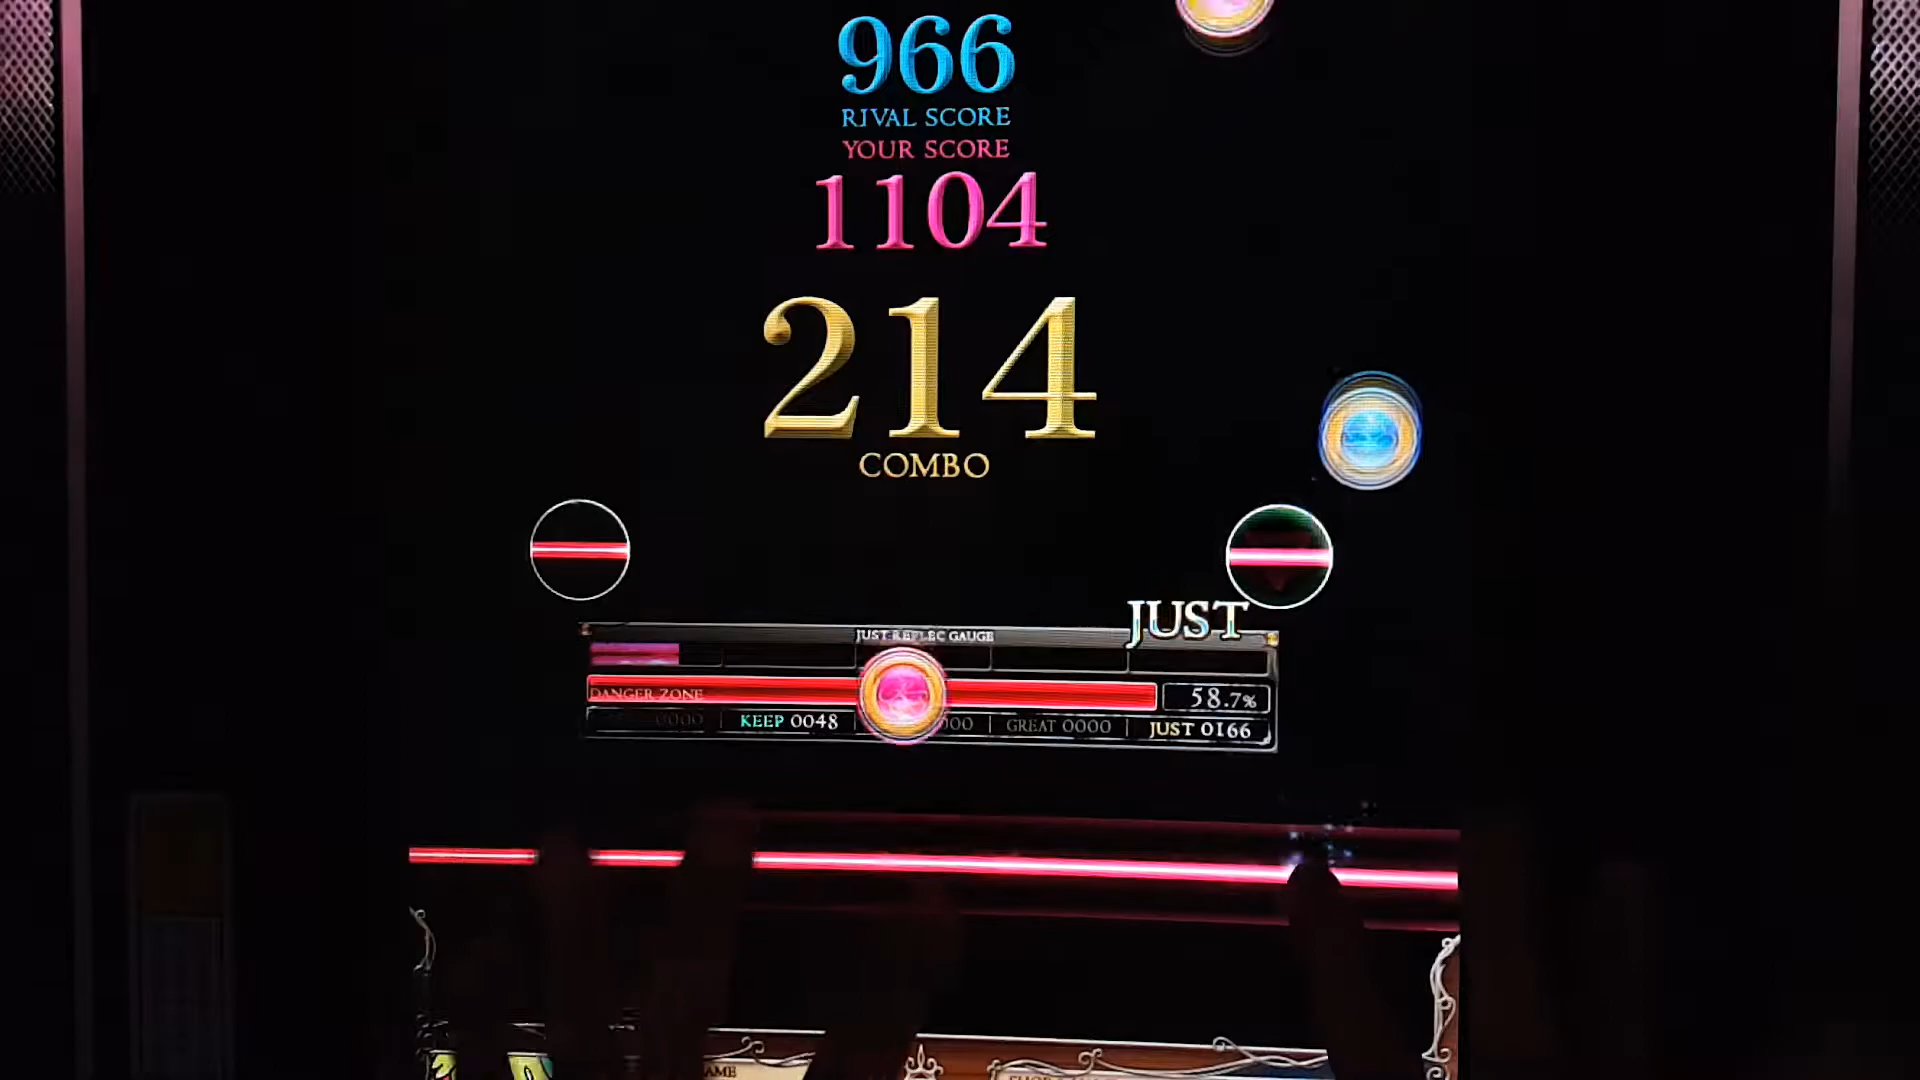 966
RIVAL SCORE
YOUR SCORE
1104
214
COMBO
JUST
JUST REFLEC GAUGE
DANGER ZONE
58.7%
0000 KEEP 0048 GREAT 0000 JUST 0166